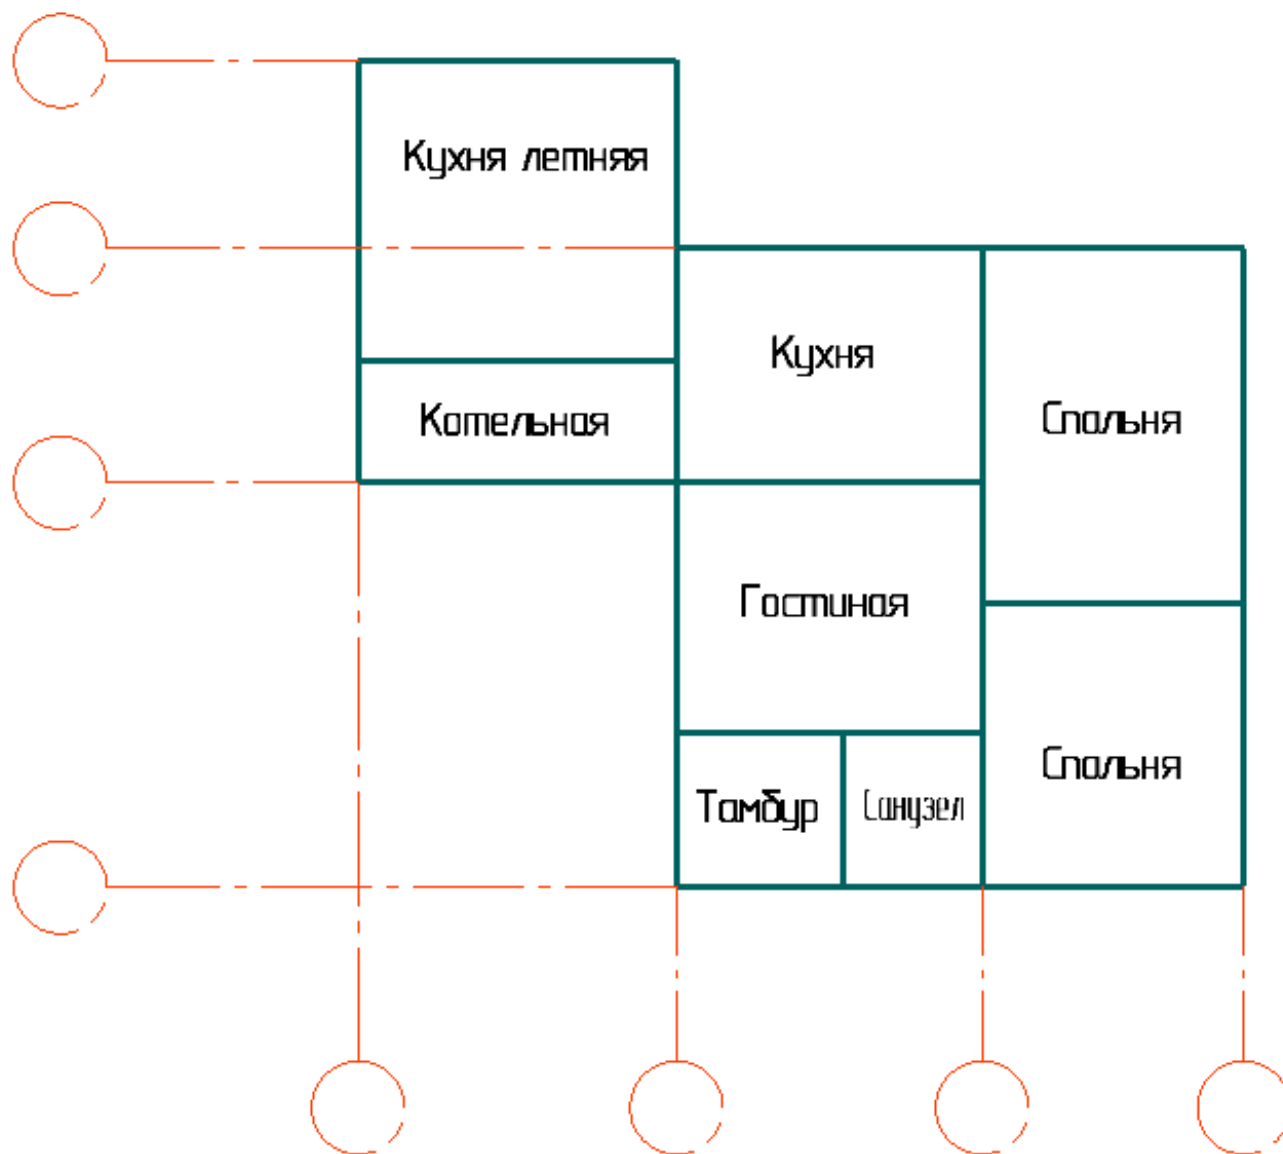 Кухня летняя
Кухня
Котельная
Спальня
Гостиная
Спальня
Тамбур
Санузел